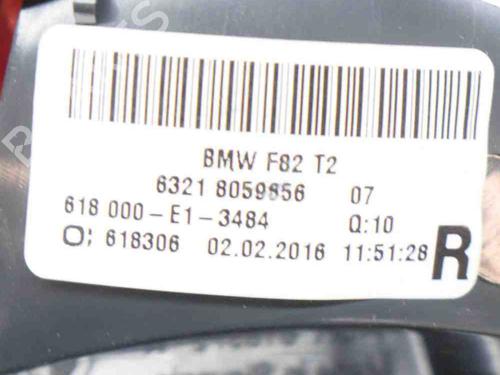 BMW F82 T2
6321 8059856 07
618 000-E1-3484 Q:10
O: 618306 02.02.2016 11:51:28 R